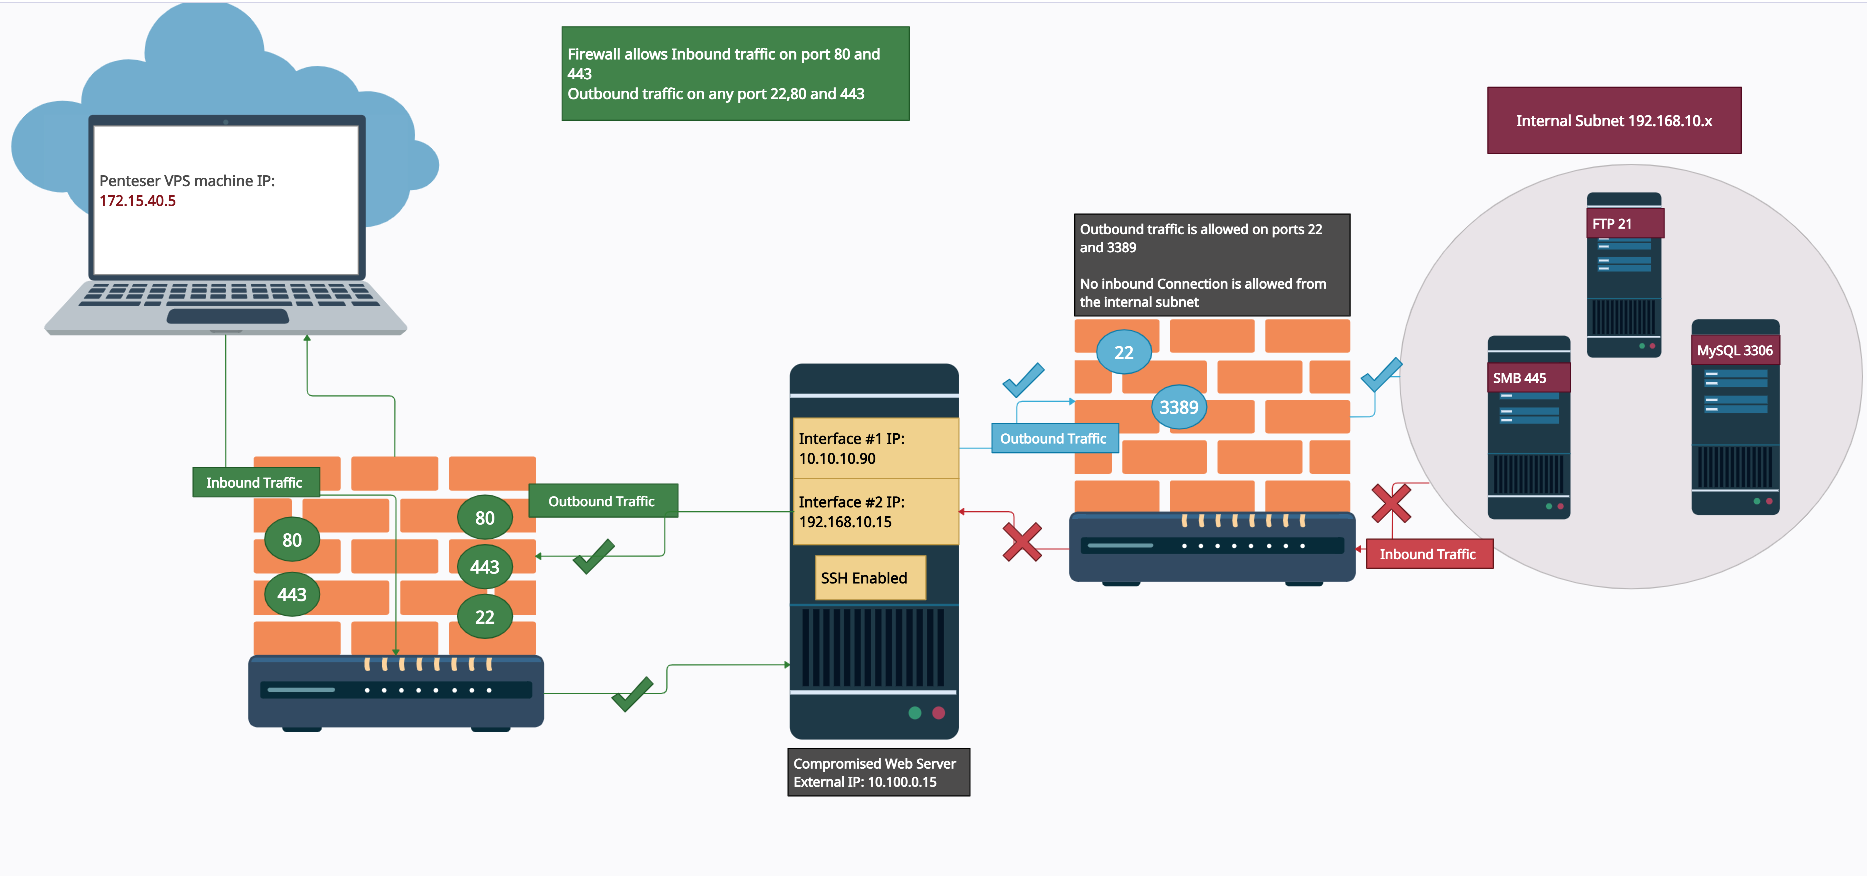 Firewall allows Inbound traffic on port 80 and
443
Outbound traffic on any port 22,80 and 443
Internal Subnet 192.168.10.x
Penteser VPS machine IP:
172.15.40.5
FTP 21
Outbound traffic is allowed on ports 22
and 3389
No inbound Connection is allowed from
the internal subnet
22
3389
MySQL 3306
SMB 445
Interface #1 IP:
10.10.10.90
Outbound Traffic
Interface #2 IP:
192.168.10.15
Inbound Traffic
Outbound Traffic
80
443
80
443
22
Inbound Traffic
SSH Enabled
Compromised Web Server
External IP: 10.100.0.15